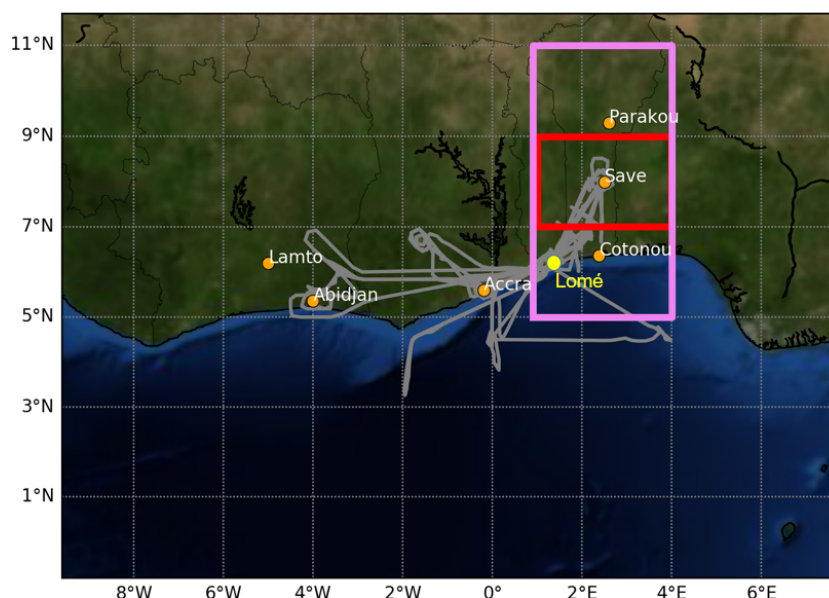 11°N
9°N
7°N
5°N
3°N
1°N
Parakou
Save
Cotonou
Lomé
Accra
Lamto
Abidjan
8°W 6°W 4°W 2°W 0° 2°E 4°E 6°E